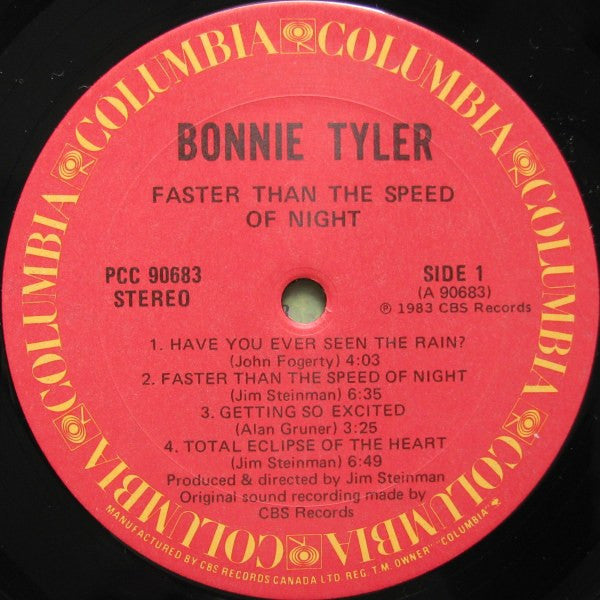 COLUMBIA COLUMBIA COLUMBIA COLUMBIA COLUMBIA COLUMBIA COLUMBIA
BONNIE TYLER
FASTER THAN THE SPEED
OF NIGHT
PCC 90683
STEREO
SIDE 1
(A 90683)
℗ 1983 CBS Records
1. HAVE YOU EVER SEEN THE RAIN?
(John Fogerty) 4:03
2. FASTER THAN THE SPEED OF NIGHT
(Jim Steinman) 6:35
3. GETTING SO EXCITED
(Alan Gruner) 3:25
4. TOTAL ECLIPSE OF THE HEART
(Jim Steinman) 6:49
Produced & directed by Jim Steinman
Original sound recording made by
CBS Records
MANUFACTURED BY CBS RECORDS CANADA LTD. REG. T.M. OWNER "COLUMBIA"